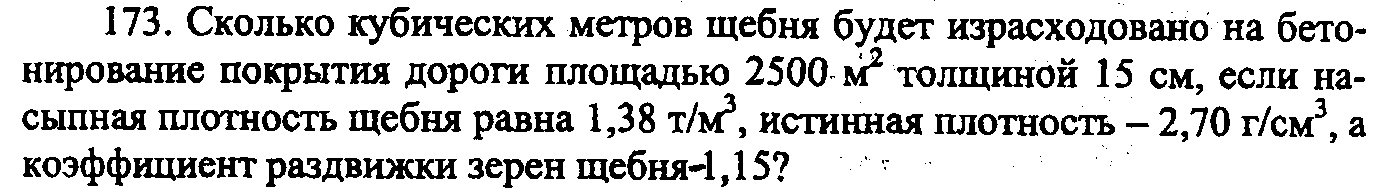 173. Сколько кубических метров щебня будет израсходовано на бето-
нирование покрытия дороги площадью 2500 м² толщиной 15 см, если на-
сыпная плотность щебня равна 1,38 т/м³, истинная плотность – 2,70 г/см³, а
коэффициент раздвижки зерен щебня-1,15?